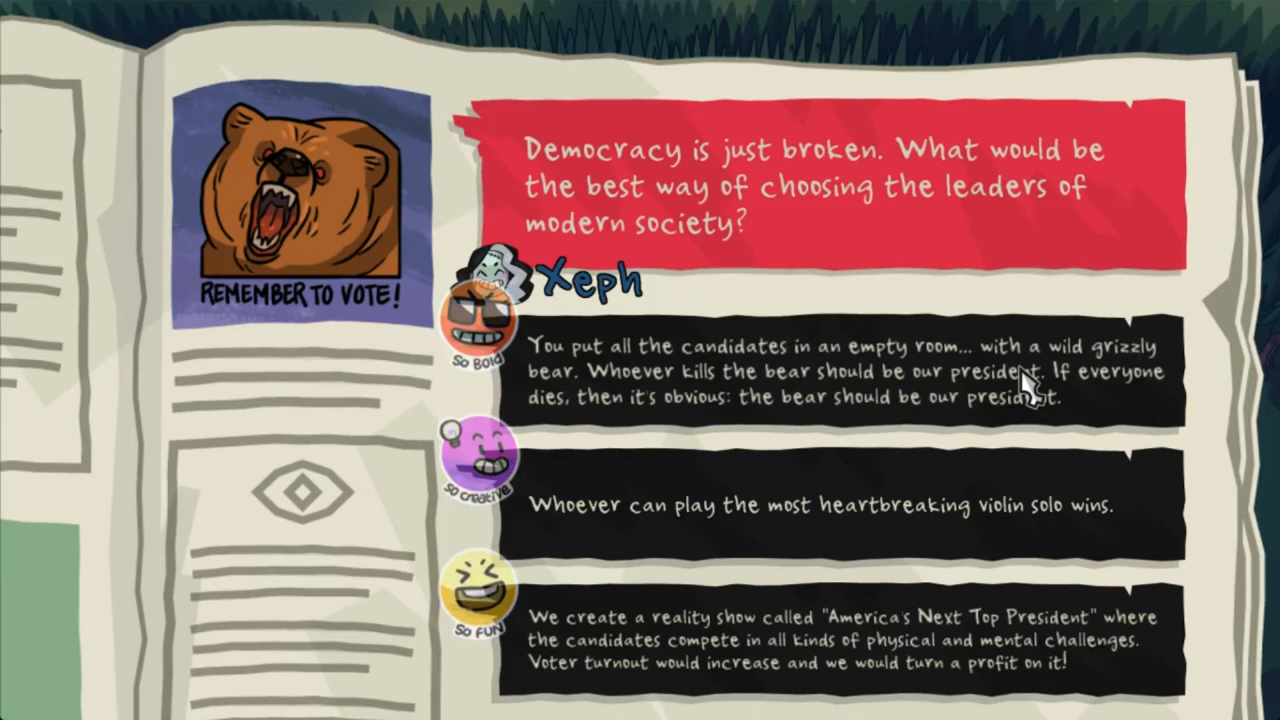 Democracy is just broken. What would be
the best way of choosing the leaders of
modern society?
REMEMBER TO VOTE!
Xeph
SO BOLD
You put all the candidates in an empty room... with a wild grizzly
bear. Whoever kills the bear should be our president. If everyone
dies, then it's obvious: the bear should be our president.
SO CREATIVE
Whoever can play the most heartbreaking violin solo wins.
SO FUN
We create a reality show called "America's Next Top President" where
the candidates compete in all kinds of physical and mental challenges.
Voter turnout would increase and we would turn a profit on it!